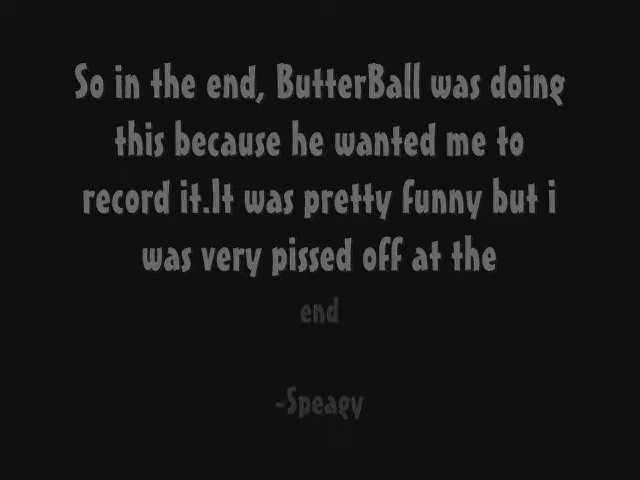 So in the end, ButterBall was doing
this because he wanted me to
record it.It was pretty funny but i
was very pissed off at the
end
-Speagy